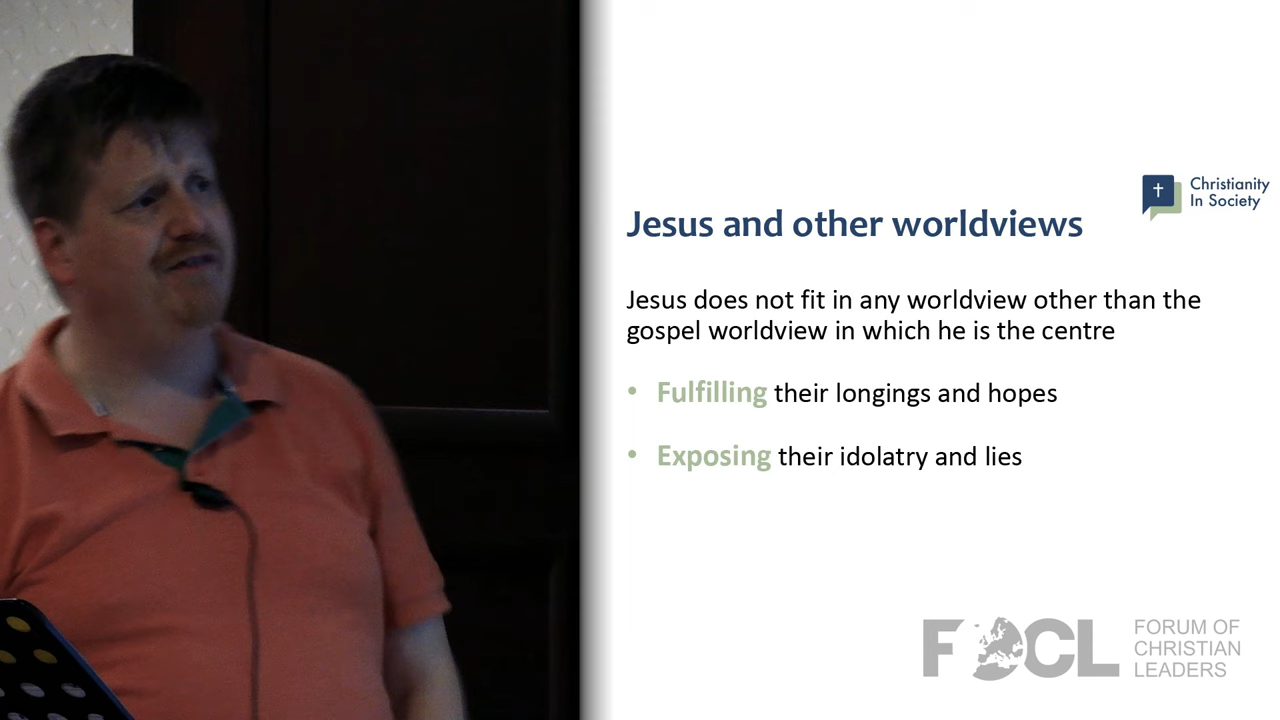 Christianity
In Society
Jesus and other worldviews
Jesus does not fit in any worldview other than the
gospel worldview in which he is the centre
• Fulfilling their longings and hopes
• Exposing their idolatry and lies
FOCL
FORUM OF
CHRISTIAN
LEADERS